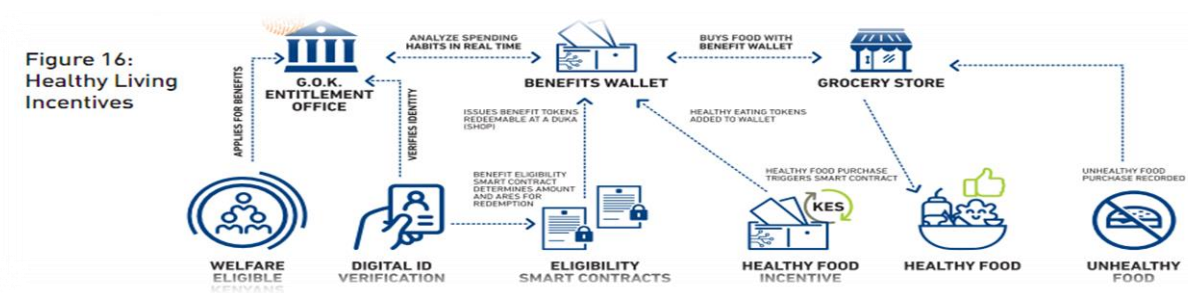 Figure 16:
Healthy Living
Incentives
G.O.K.
ENTITLEMENT
OFFICE
ANALYZE SPENDING
HABITS IN REAL TIME
BENEFITS WALLET
BUYS FOOD WITH
BENEFIT WALLET
GROCERY STORE
APPLIES FOR BENEFITS
VERIFIES IDENTITY
ISSUES BENEFIT TOKENS
REDEEMABLE AT A DUKA
(SHOP)
HEALTHY EATING TOKENS
ADDED TO WALLET
BENEFIT ELIGIBILITY
SMART CONTRACT
DETERMINES AMOUNT
AND ARES FOR
REDEMPTION
HEALTHY FOOD PURCHASE
TRIGGERS SMART CONTRACT
UNHEALTHY FOOD
PURCHASE RECORDED
KES
WELFARE
ELIGIBLE
KENYANS
DIGITAL ID
VERIFICATION
ELIGIBILITY
SMART CONTRACTS
HEALTHY FOOD
INCENTIVE
HEALTHY FOOD
UNHEALTHY
FOOD